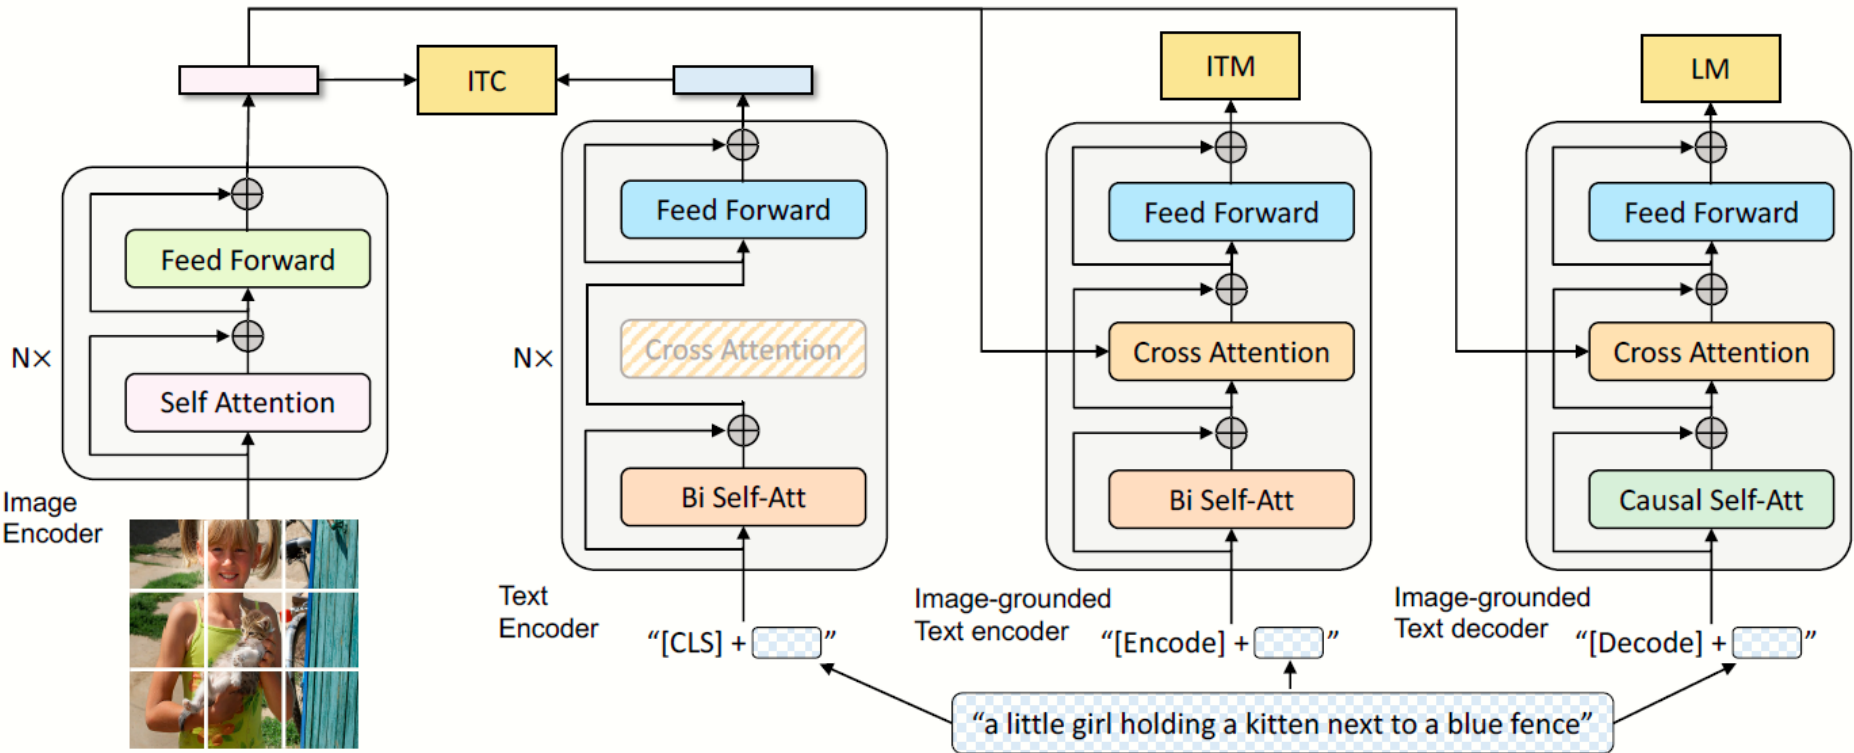 ITC
ITM
LM
Feed Forward
Self Attention
N×
Image
Encoder
Feed Forward
Cross Attention
Bi Self-Att
N×
Text
Encoder
“[CLS] + ”
Feed Forward
Cross Attention
Bi Self-Att
Image-grounded
Text encoder
“[Encode] + ”
Feed Forward
Cross Attention
Causal Self-Att
Image-grounded
Text decoder
“[Decode] + ”
“a little girl holding a kitten next to a blue fence”